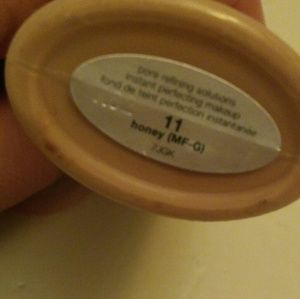 pore refining solutions
instant perfecting makeup
fond de teint perfection instantanée
11
honey (MF-G)
7JGK